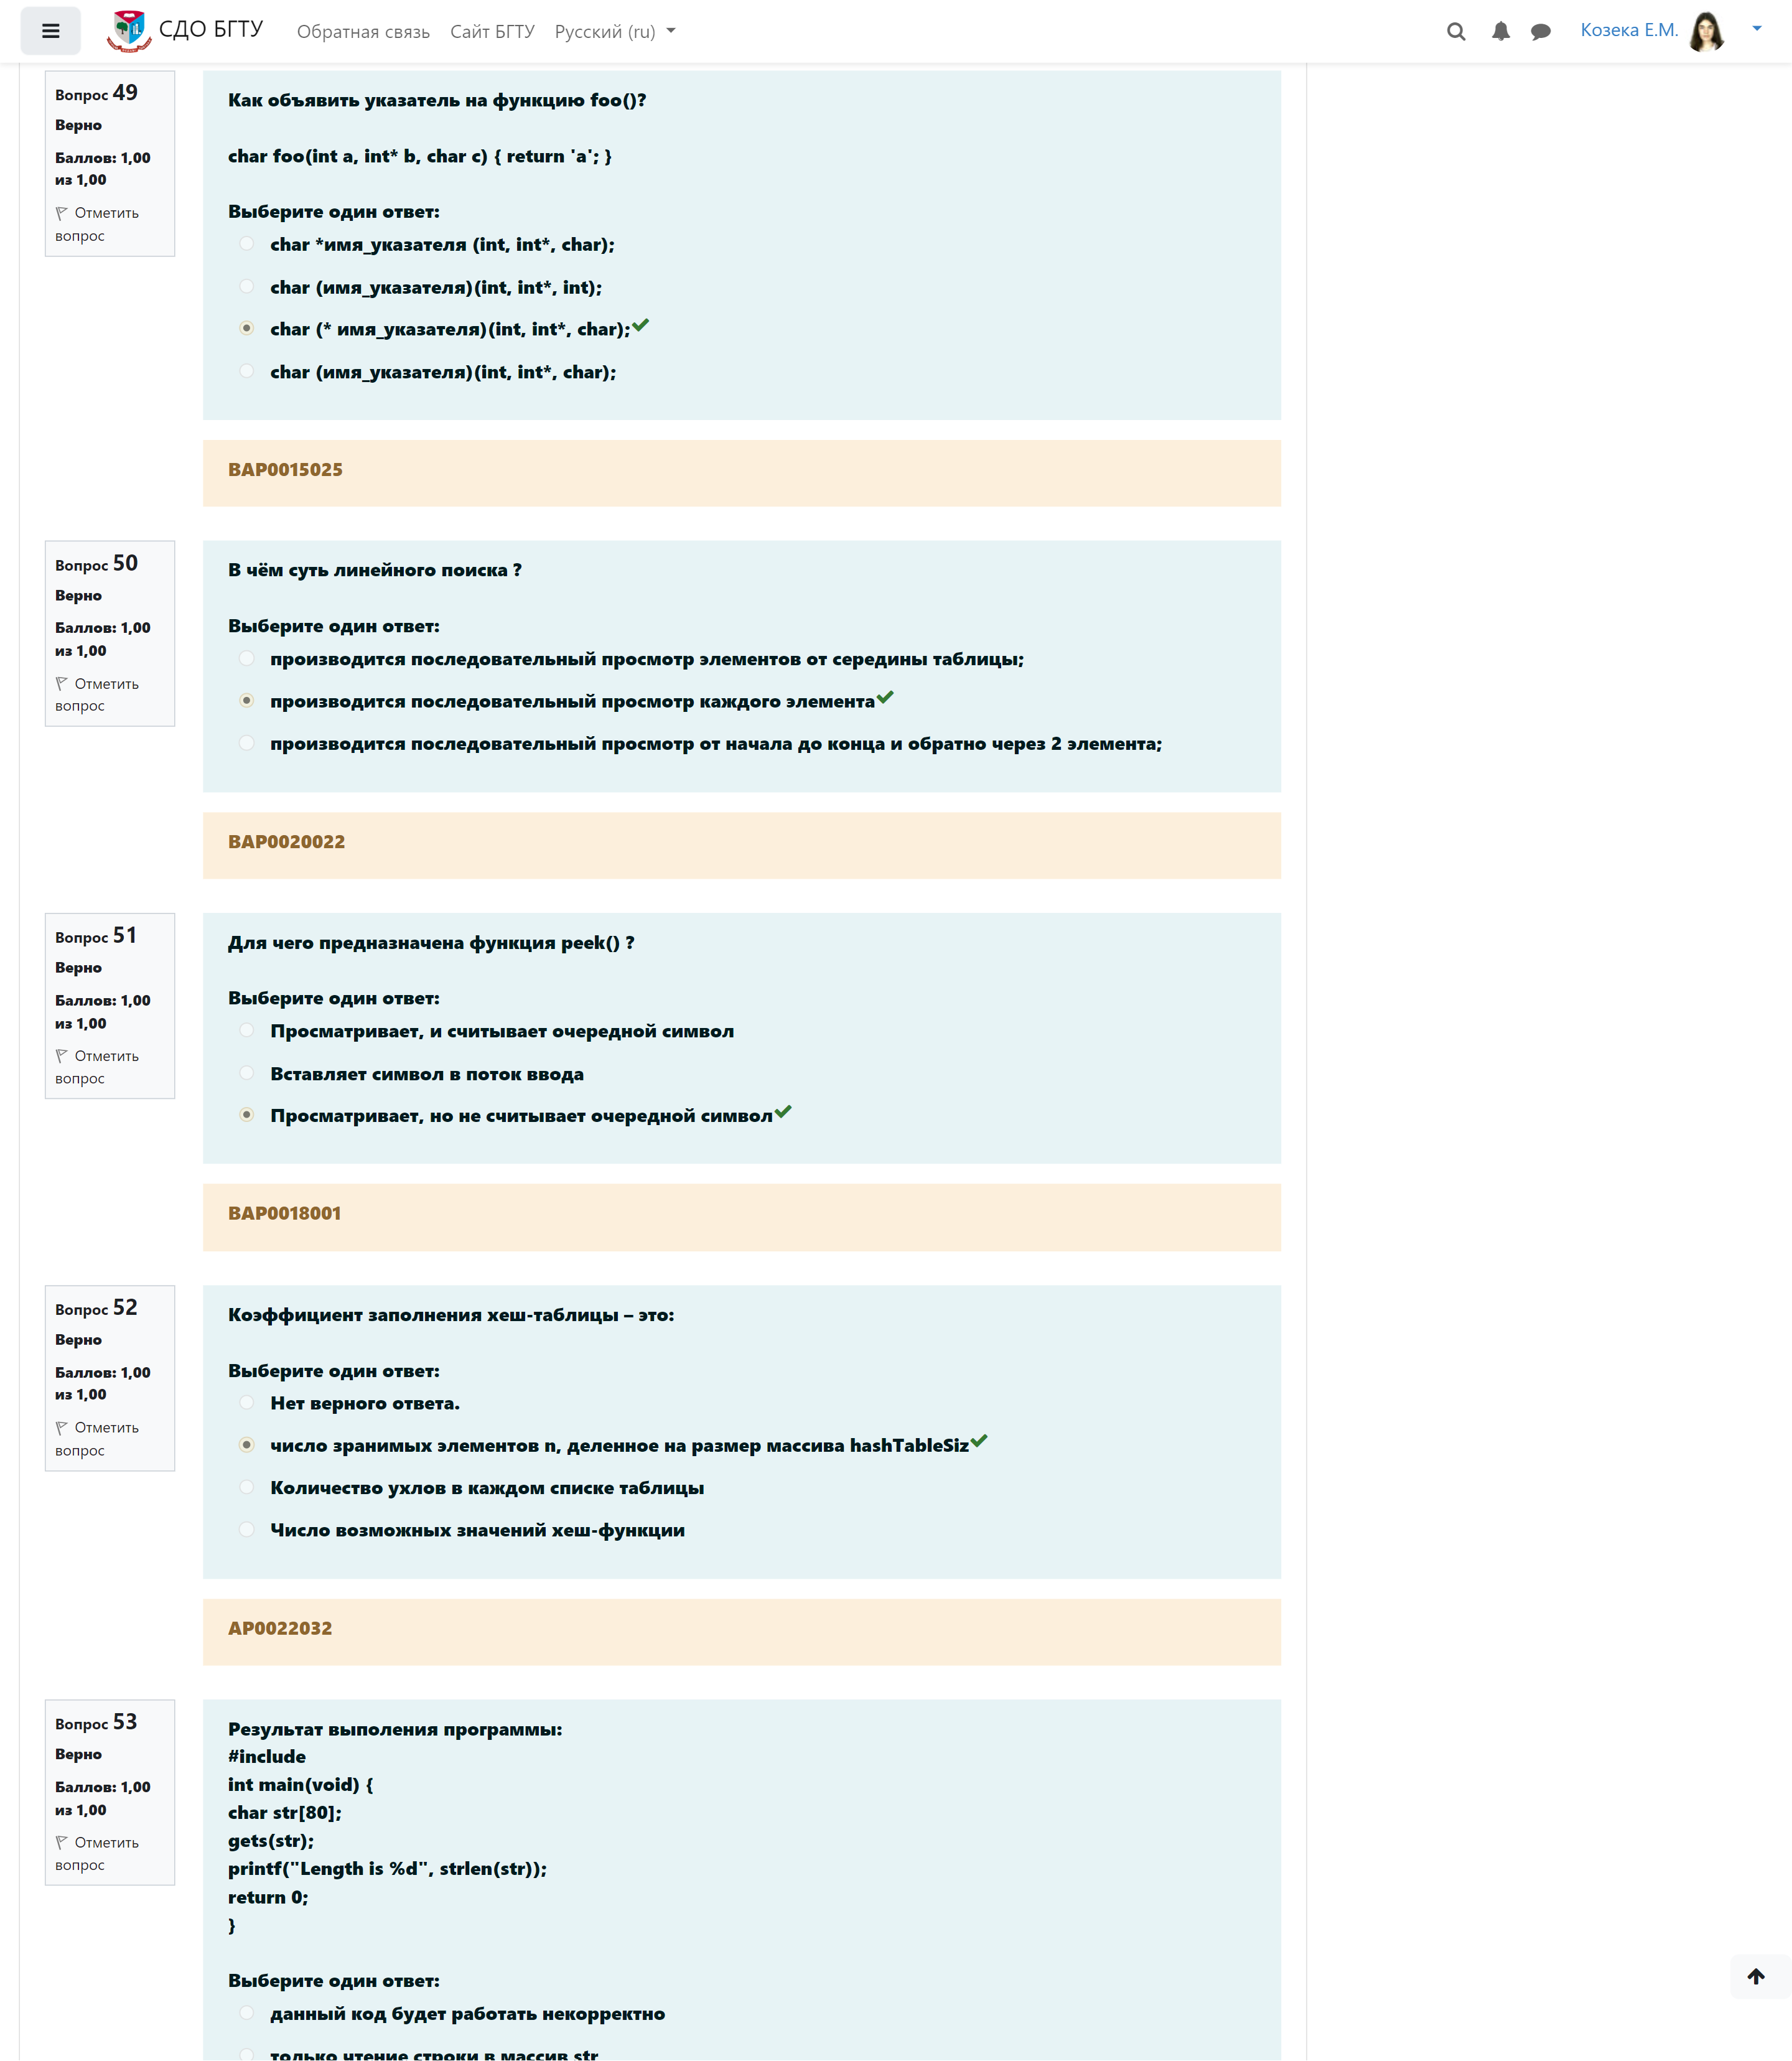 СДО БГТУ
Обратная связь Сайт БГТУ Русский (ru)
Козека Е.М.
Вопрос 49
Верно
Баллов: 1,00
из 1,00
Отметить
вопрос
Как объявить указатель на функцию foo()?
char foo(int a, int* b, char c) { return 'a'; }
Выберите один ответ:
char *имя_указателя (int, int*, char);
char (имя_указателя)(int, int*, int);
char (* имя_указателя)(int, int*, char);
char (имя_указателя)(int, int*, char);
BAP0015025
Вопрос 50
Верно
Баллов: 1,00
из 1,00
Отметить
вопрос
В чём суть линейного поиска ?
Выберите один ответ:
производится последовательный просмотр элементов от середины таблицы;
производится последовательный просмотр каждого элемента
производится последовательный просмотр от начала до конца и обратно через 2 элемента;
BAP0020022
Вопрос 51
Верно
Баллов: 1,00
из 1,00
Отметить
вопрос
Для чего предназначена функция peek() ?
Выберите один ответ:
Просматривает, и считывает очередной символ
Вставляет символ в поток ввода
Просматривает, но не считывает очередной символ
BAP0018001
Вопрос 52
Верно
Баллов: 1,00
из 1,00
Отметить
вопрос
Коэффициент заполнения хеш-таблицы – это:
Выберите один ответ:
Нет верного ответа.
число зранимых элементов n, деленное на размер массива hashTableSiz
Количество ухлов в каждом списке таблицы
Число возможных значений хеш-функции
AP0022032
Вопрос 53
Верно
Баллов: 1,00
из 1,00
Отметить
вопрос
Результат выполения программы:
#include
int main(void) {
char str[80];
gets(str);
printf("Length is %d", strlen(str));
return 0;
}
Выберите один ответ:
данный код будет работать некорректно
только чтение строки в массив str